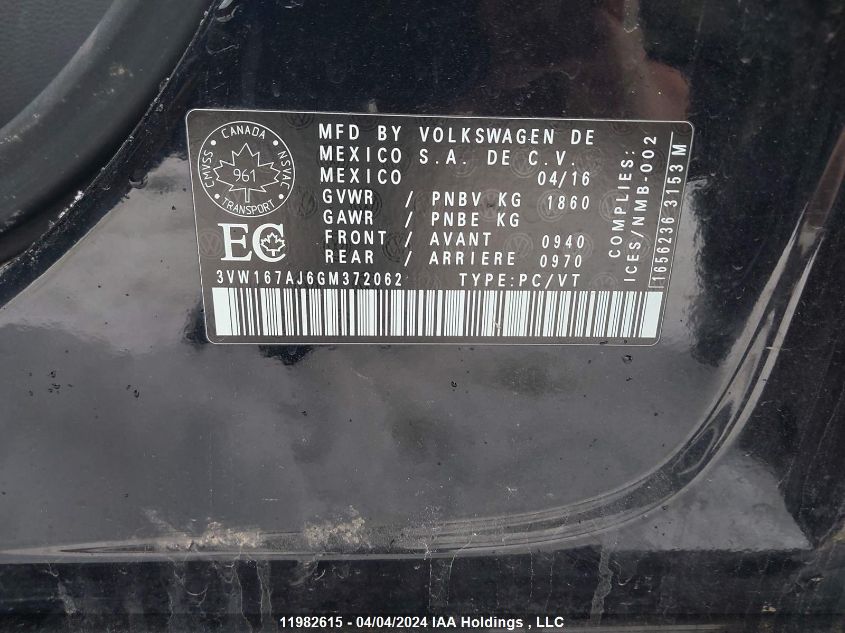 CANADA
CMVSS
NSVAC
961
TRANSPORT
EC
MFD BY VOLKSWAGEN DE
MEXICO S.A. DE C.V.
MEXICO 04/16
GVWR / PNBV KG 1860
GAWR / PNBE KG
FRONT / AVANT 0940
REAR / ARRIERE 0970
3VW167AJ6GM372062 TYPE:PC/VT
COMPLIES:
ICES/NMB-002
1656236 3153 M
11982615 - 04/04/2024 IAA Holdings , LLC!